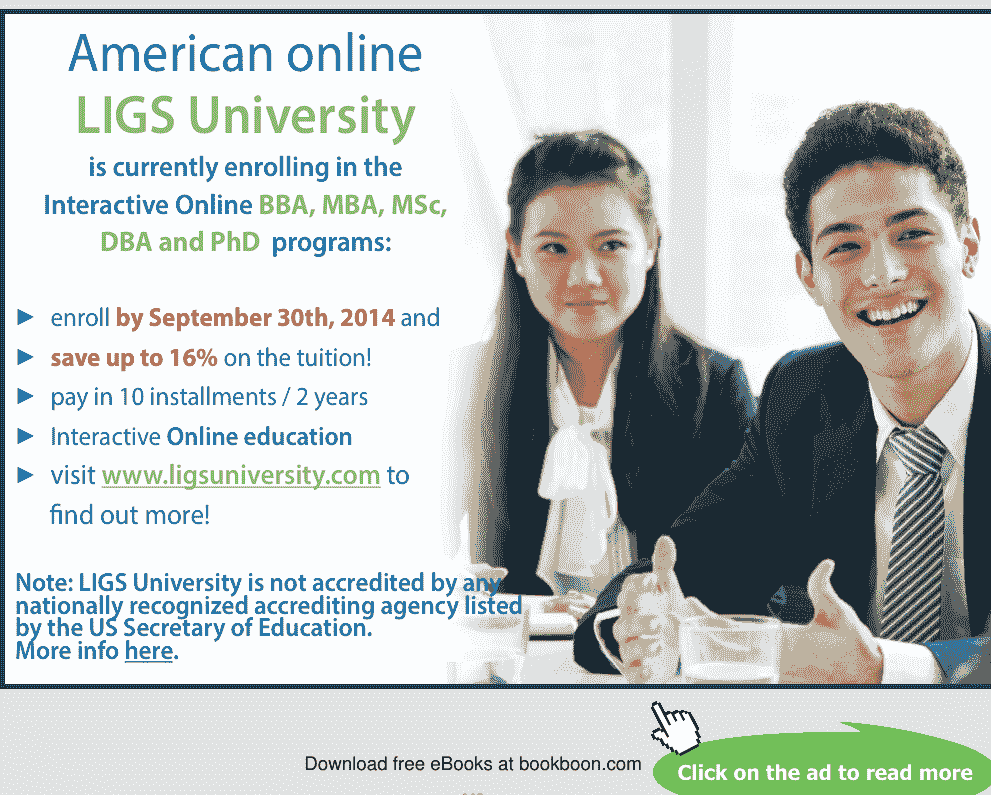 American online
LIGS University
is currently enrolling in the
Interactive Online BBA, MBA, MSc,
DBA and PhD programs:
► enroll by September 30th, 2014 and
► save up to 16% on the tuition!
► pay in 10 installments / 2 years
► Interactive Online education
► visit www.ligsuniversity.com to
find out more!
Note: LIGS University is not accredited by any
nationally recognized accrediting agency listed
by the US Secretary of Education.
More info here.
Download free eBooks at bookboon.com
Click on the ad to read more